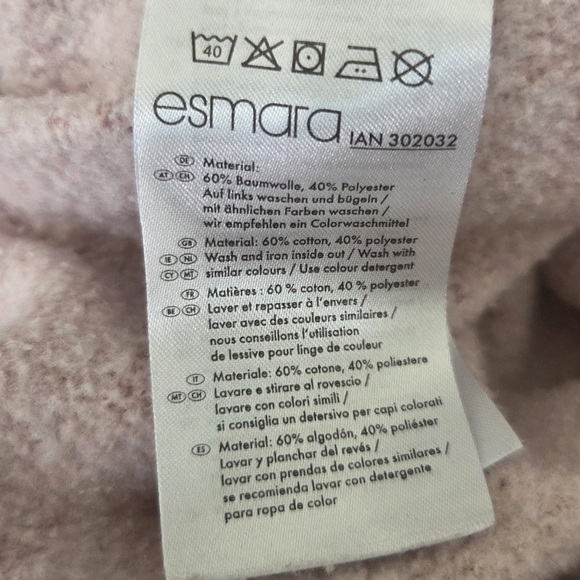 40
esmara IAN 302032
DE Material:
AT CH 60% Baumwolle, 40% Polyester
Auf links waschen und bügeln /
mit ähnlichen Farben waschen /
wir empfehlen ein Colorwaschmittel
GB Material: 60% cotton, 40% polyester
IE NL Wash and iron inside out / Wash with
CY MT similar colours / Use colour detergent
FR Matières : 60 % coton, 40 % polyester
BE CH Laver et repasser à l'envers /
laver avec des couleurs similaires /
nous conseillons l'utilisation
de lessive pour linge de couleur
IT Materiale: 60% cotone, 40% poliestere
MT CH Lavare e stirare al rovescio /
lavare con colori simili /
si consiglia un detersivo per capi colorati
ES Material: 60% algodón, 40% poliéster
Lavar y planchar del revés /
lavar con prendas de colores similares /
se recomienda lavar con detergente
para ropa de color